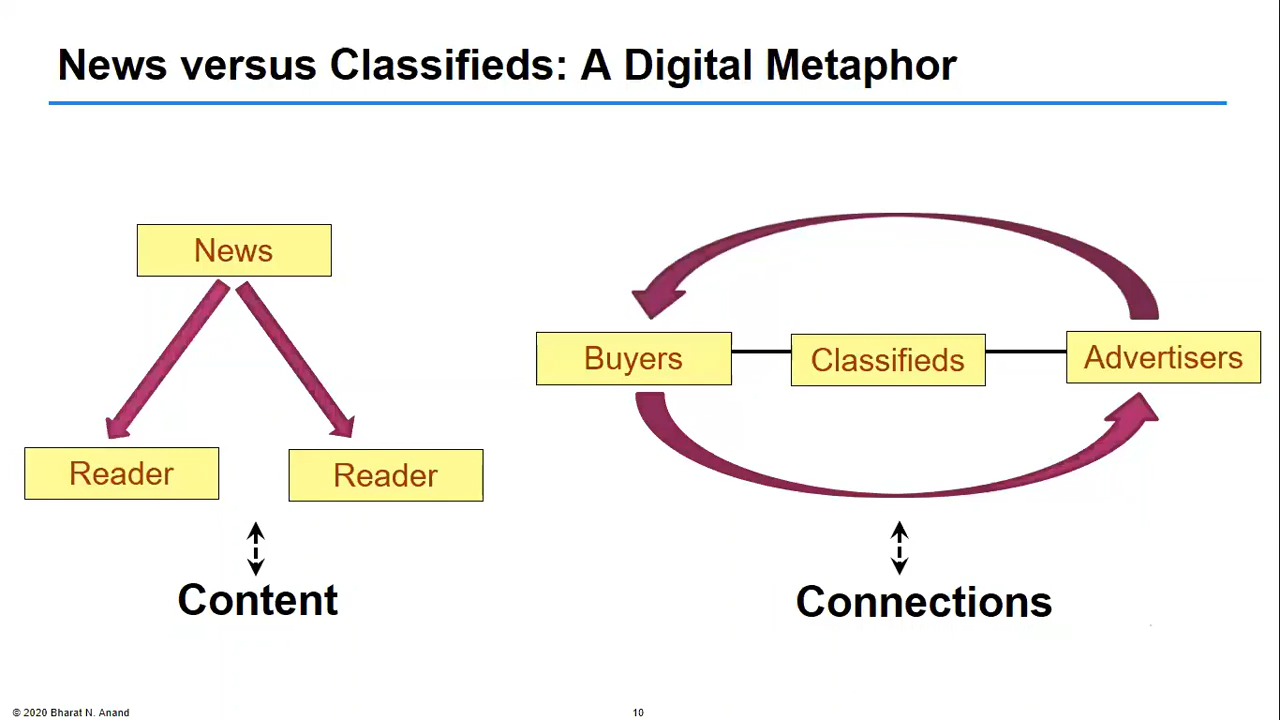 News versus Classifieds: A Digital Metaphor
News
Reader
Reader
Content
Buyers
Classifieds
Advertisers
Connections
© 2020 Bharat N. Anand
10